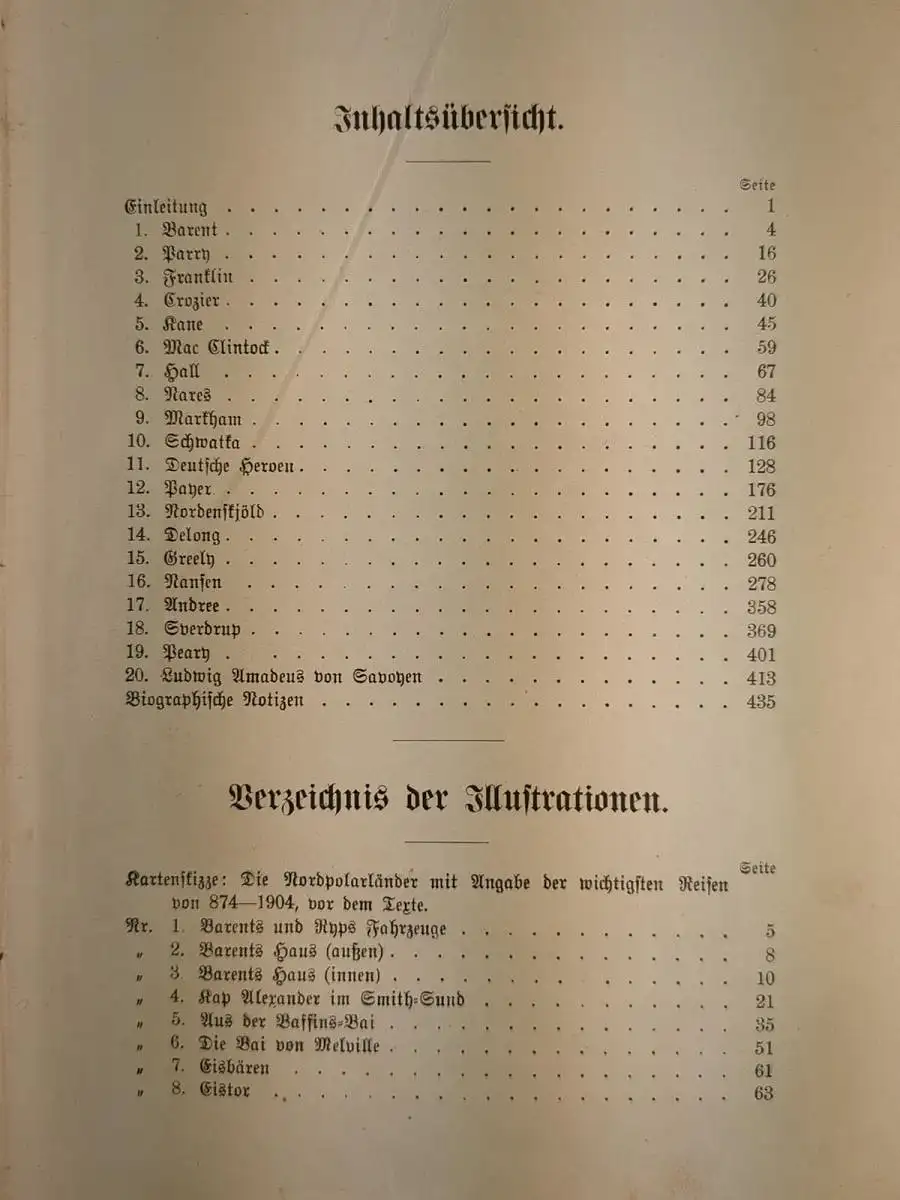 Inhaltsübersicht.
Seite
Einleitung . . . . . . . . . . . . . . . . . . . . . . 1
1. Barent . . . . . . . . . . . . . . . . . . . . . . 4
2. Parry . . . . . . . . . . . . . . . . . . . . . . 16
3. Franklin . . . . . . . . . . . . . . . . . . . . . 26
4. Crozier . . . . . . . . . . . . . . . . . . . . . . 40
5. Kane . . . . . . . . . . . . . . . . . . . . . . 45
6. Mac Clintock . . . . . . . . . . . . . . . . . . . . 59
7. Hall . . . . . . . . . . . . . . . . . . . . . . 67
8. Nares . . . . . . . . . . . . . . . . . . . . . . 84
9. Markham . . . . . . . . . . . . . . . . . . . . . 98
10. Schwatka . . . . . . . . . . . . . . . . . . . . . 116
11. Deutsche Heroen . . . . . . . . . . . . . . . . . . . 128
12. Payer . . . . . . . . . . . . . . . . . . . . . . 176
13. Nordenskjöld . . . . . . . . . . . . . . . . . . . . 211
14. Delong . . . . . . . . . . . . . . . . . . . . . . 246
15. Greely . . . . . . . . . . . . . . . . . . . . . . 260
16. Nansen . . . . . . . . . . . . . . . . . . . . . 278
17. Andree . . . . . . . . . . . . . . . . . . . . . . 358
18. Sverdrup . . . . . . . . . . . . . . . . . . . . . 369
19. Peary . . . . . . . . . . . . . . . . . . . . . . 401
20. Ludwig Amadeus von Savoyen . . . . . . . . . . . . . 413
Biographische Notizen . . . . . . . . . . . . . . . . . . 435
Verzeichnis der Illustrationen.
Seite
Kartenskizze: Die Nordpolarländer mit Angabe der wichtigsten Reisen
von 874—1904, vor dem Texte.
Nr. 1. Barents und Ryps Fahrzeuge . . . . . . . . . . . . 5
„ 2. Barents Haus (außen) . . . . . . . . . . . . . . . 8
„ 3. Barents Haus (innen) . . . . . . . . . . . . . . . 10
„ 4. Kap Alexander im Smith-Sund . . . . . . . . . . . 21
„ 5. Aus der Baffins-Bai . . . . . . . . . . . . . . . 35
„ 6. Die Bai von Melville . . . . . . . . . . . . . . . 51
„ 7. Eisbären . . . . . . . . . . . . . . . . . . . 61
„ 8. Eistor . . . . . . . . . . . . . . . . . . . . 63